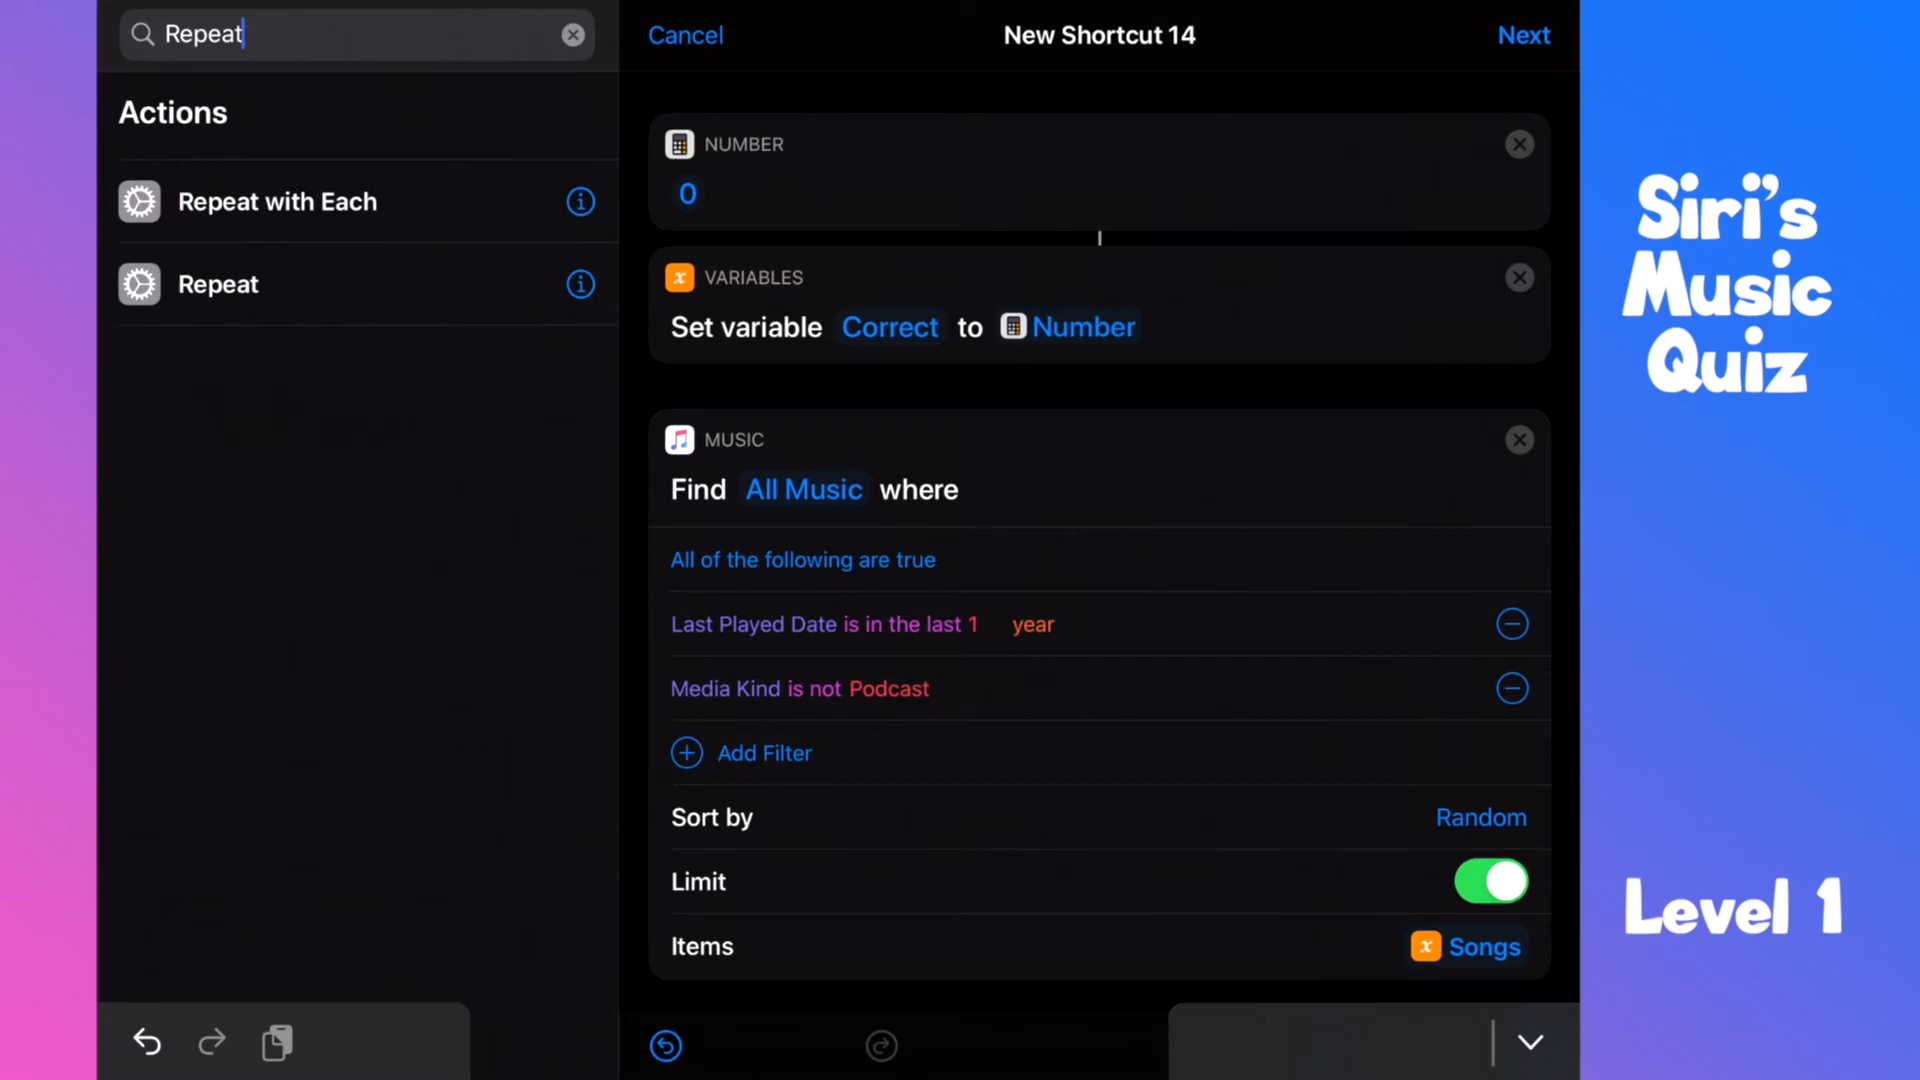 Repeat
Actions
Repeat with Each
Repeat
Cancel
New Shortcut 14
Next
NUMBER
0
VARIABLES
Set variable Correct to Number
MUSIC
Find All Music where
All of the following are true
Last Played Date is in the last 1 year
Media Kind is not Podcast
Add Filter
Sort by Random
Limit
Items x Songs
Siri's
Music
Quiz
Level 1